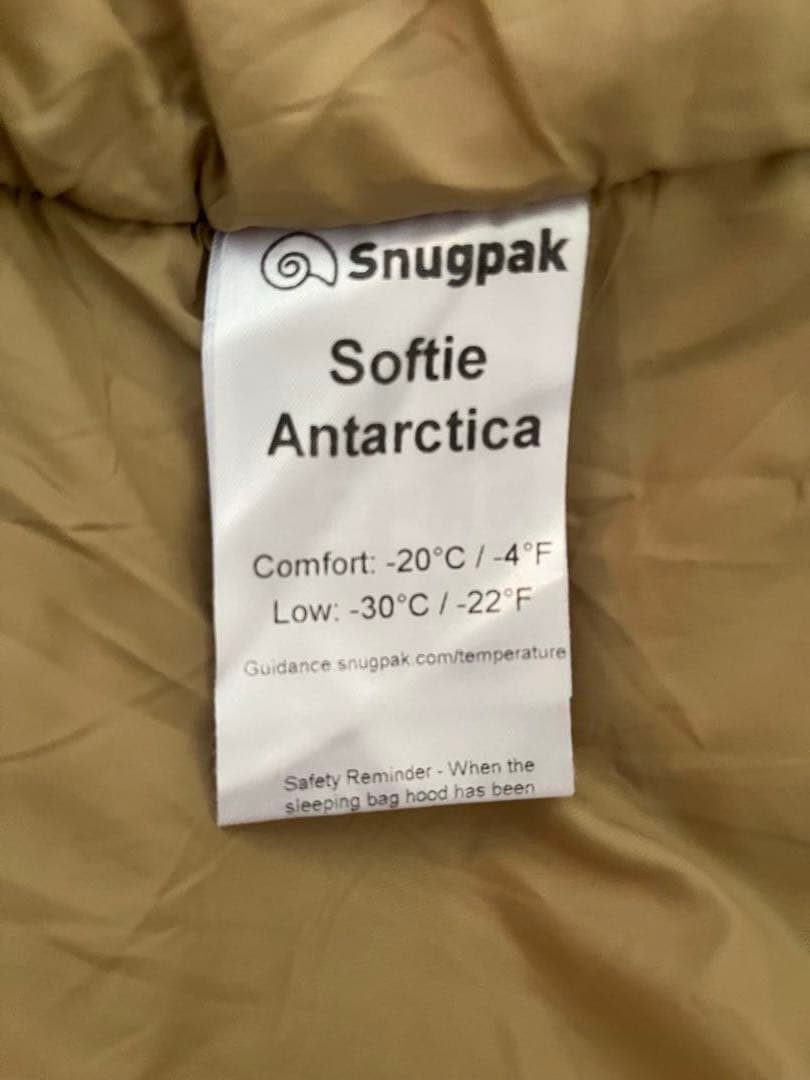 Snugpak
Softie
Antarctica
Comfort: -20°C / -4°F
Low: -30°C / -22°F
Guidance snugpak.com/temperature
Safety Reminder - When the
sleeping bag hood has been